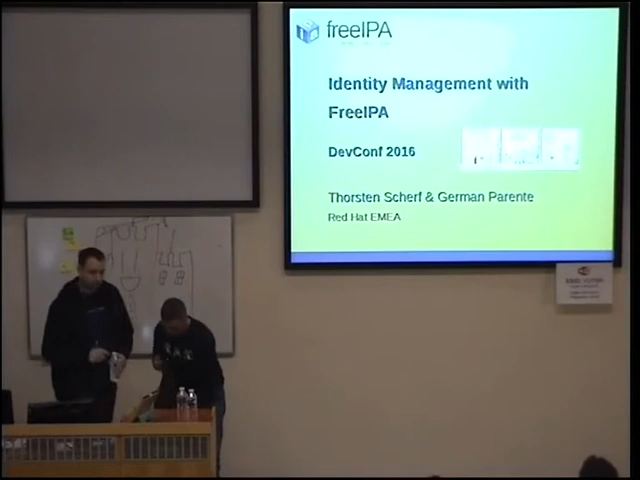 freeIPA
Identity Management with
FreeIPA
DevConf 2016
Thorsten Scherf & German Parente
Red Hat EMEA